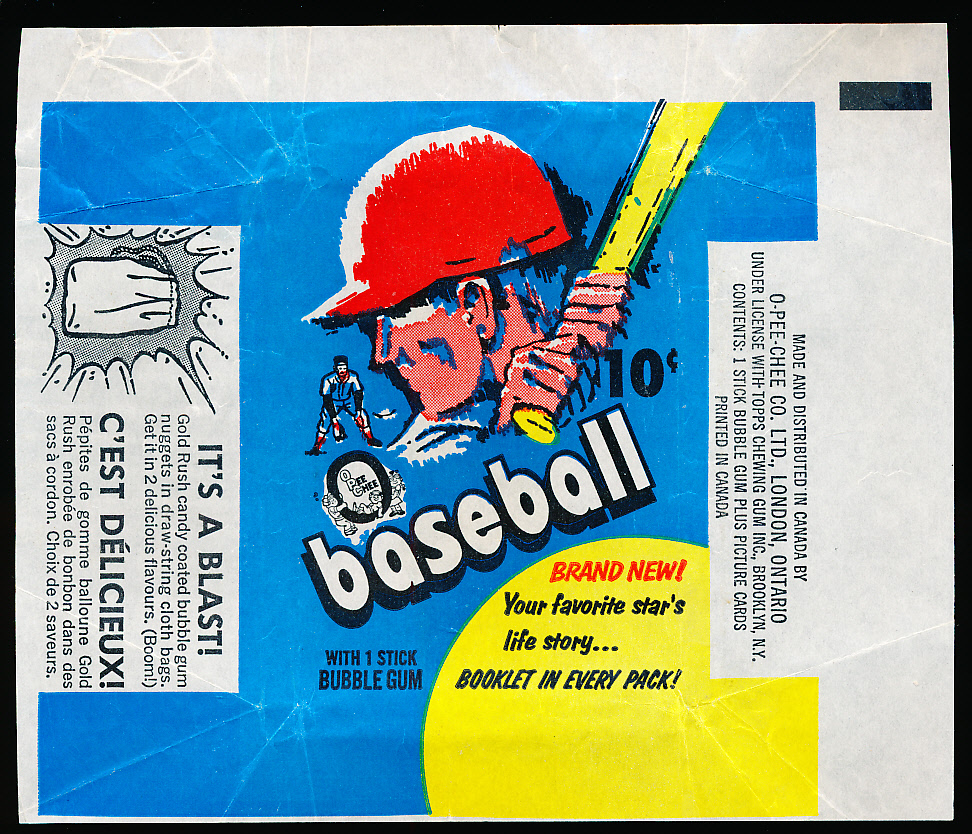 10¢
O
O PEE CHEE
baseball
BRAND NEW!
Your favorite star's
life story...
BOOKLET IN EVERY PACK!
WITH 1 STICK
BUBBLE GUM
IT'S A BLAST!
Gold Rush candy coated bubble gum
nuggets in draw-string cloth bags.
Get it in 2 delicious flavours. (Boom!)
C'EST DÉLICIEUX!
Pépites de gomme balloune Gold
Rush enrobée de bonbon dans des
sacs à cordon. Choix de 2 saveurs.
MADE AND DISTRIBUTED IN CANADA BY
O-PEE-CHEE CO. LTD., LONDON, ONTARIO
UNDER LICENSE WITH TOPPS CHEWING GUM INC., BROOKLYN, N.Y.
CONTENTS: 1 STICK BUBBLE GUM PLUS PICTURE CARDS
PRINTED IN CANADA